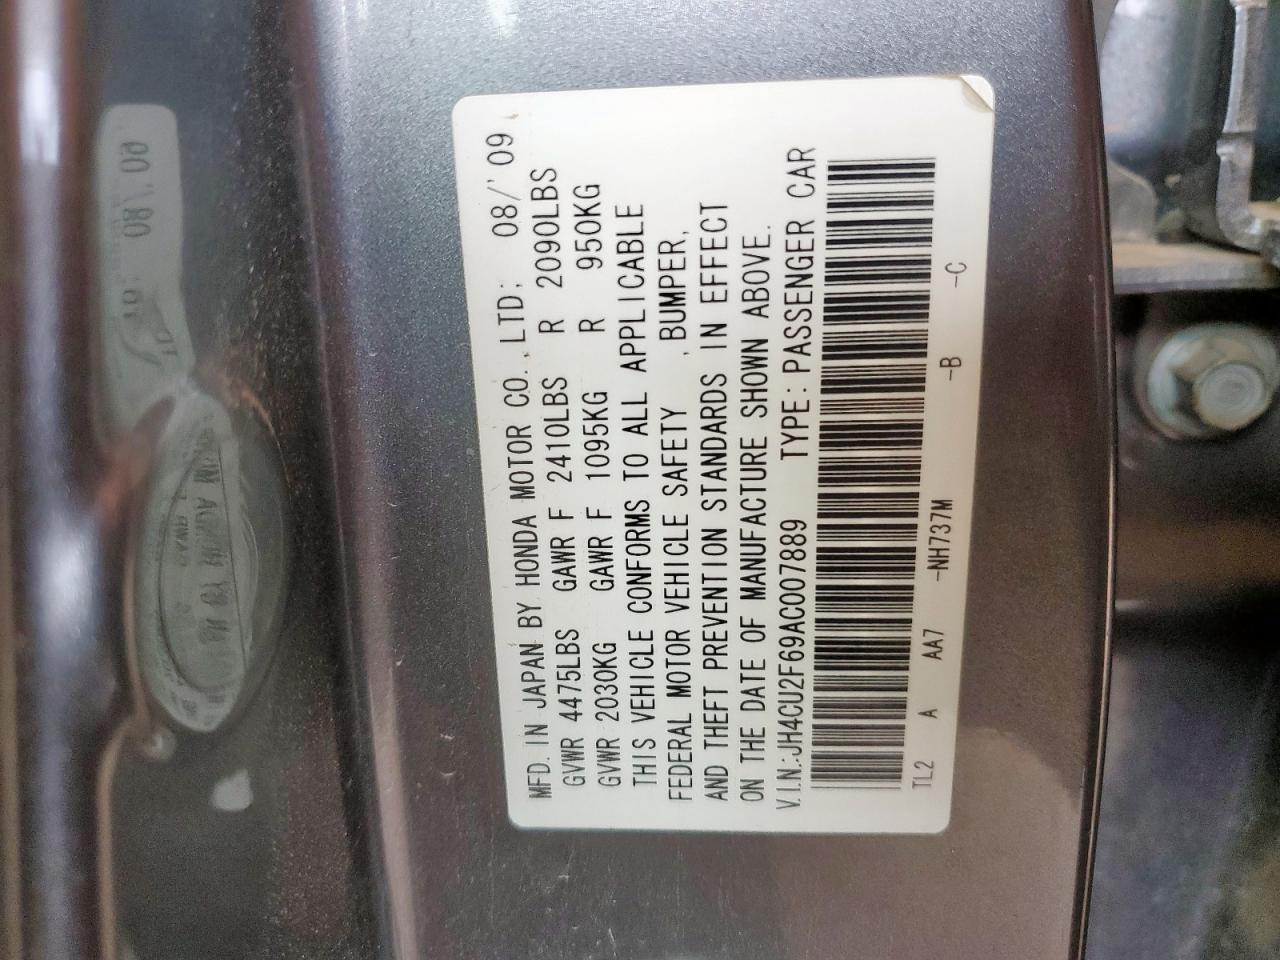 MFD. IN JAPAN BY HONDA MOTOR CO., LTD; 08/'09
GVWR 4475LBS GAWR F 2410LBS R 2090LBS
GVWR 2030KG GAWR F 1095KG R 950KG
THIS VEHICLE CONFORMS TO ALL APPLICABLE
FEDERAL MOTOR VEHICLE SAFETY , BUMPER,
AND THEFT PREVENTION STANDARDS IN EFFECT
ON THE DATE OF MANUFACTURE SHOWN ABOVE.
V.I.N.:JH4CU2F69AC007889 TYPE:PASSENGER CAR
TL2 A AA7 -NH737M -B -C